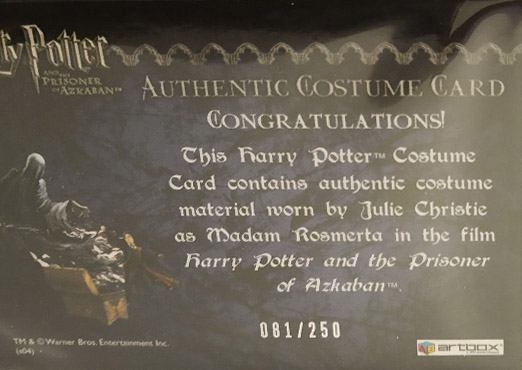 Harry Potter
AND THE
PRISONER
OF AZKABAN™
AUTHENTIC COSTUME CARD
CONGRATULATIONS!
This Harry Potter™ Costume
Card contains authentic costume
material worn by Julie Christie
as Madam Rosmerta in the film
Harry Potter and the Prisoner
of Azkaban™.
081/250
TM & © Warner Bros. Entertainment Inc.
(s04)
artbox